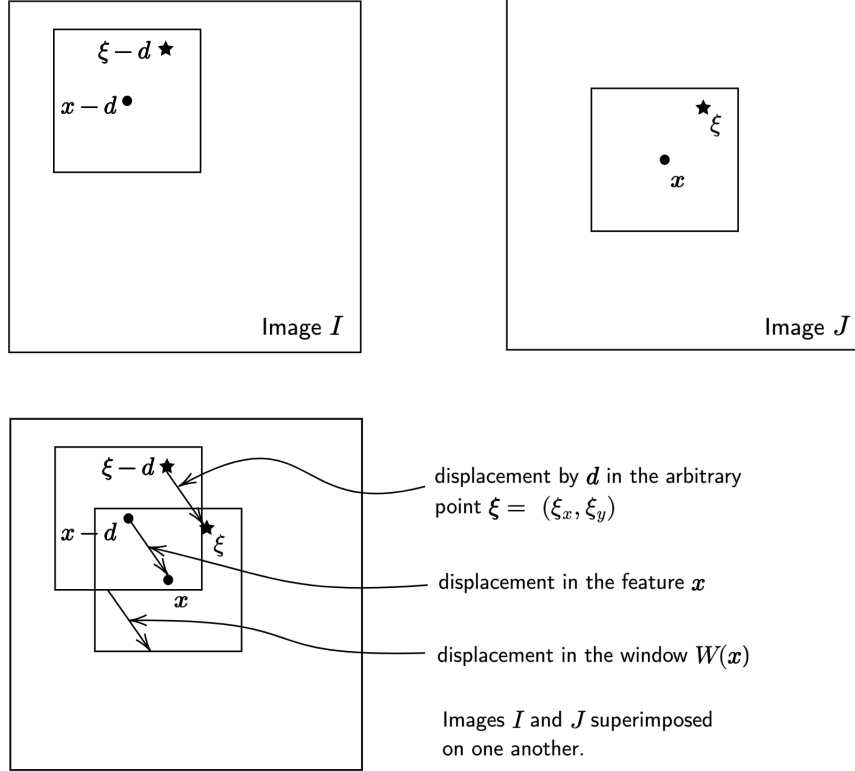 ξ − d
x − d
Image I
ξ
x
Image J
ξ − d
x − d
ξ
x
displacement by d in the arbitrary
point ξ = (ξx, ξy)
displacement in the feature x
displacement in the window W(x)
Images I and J superimposed
on one another.